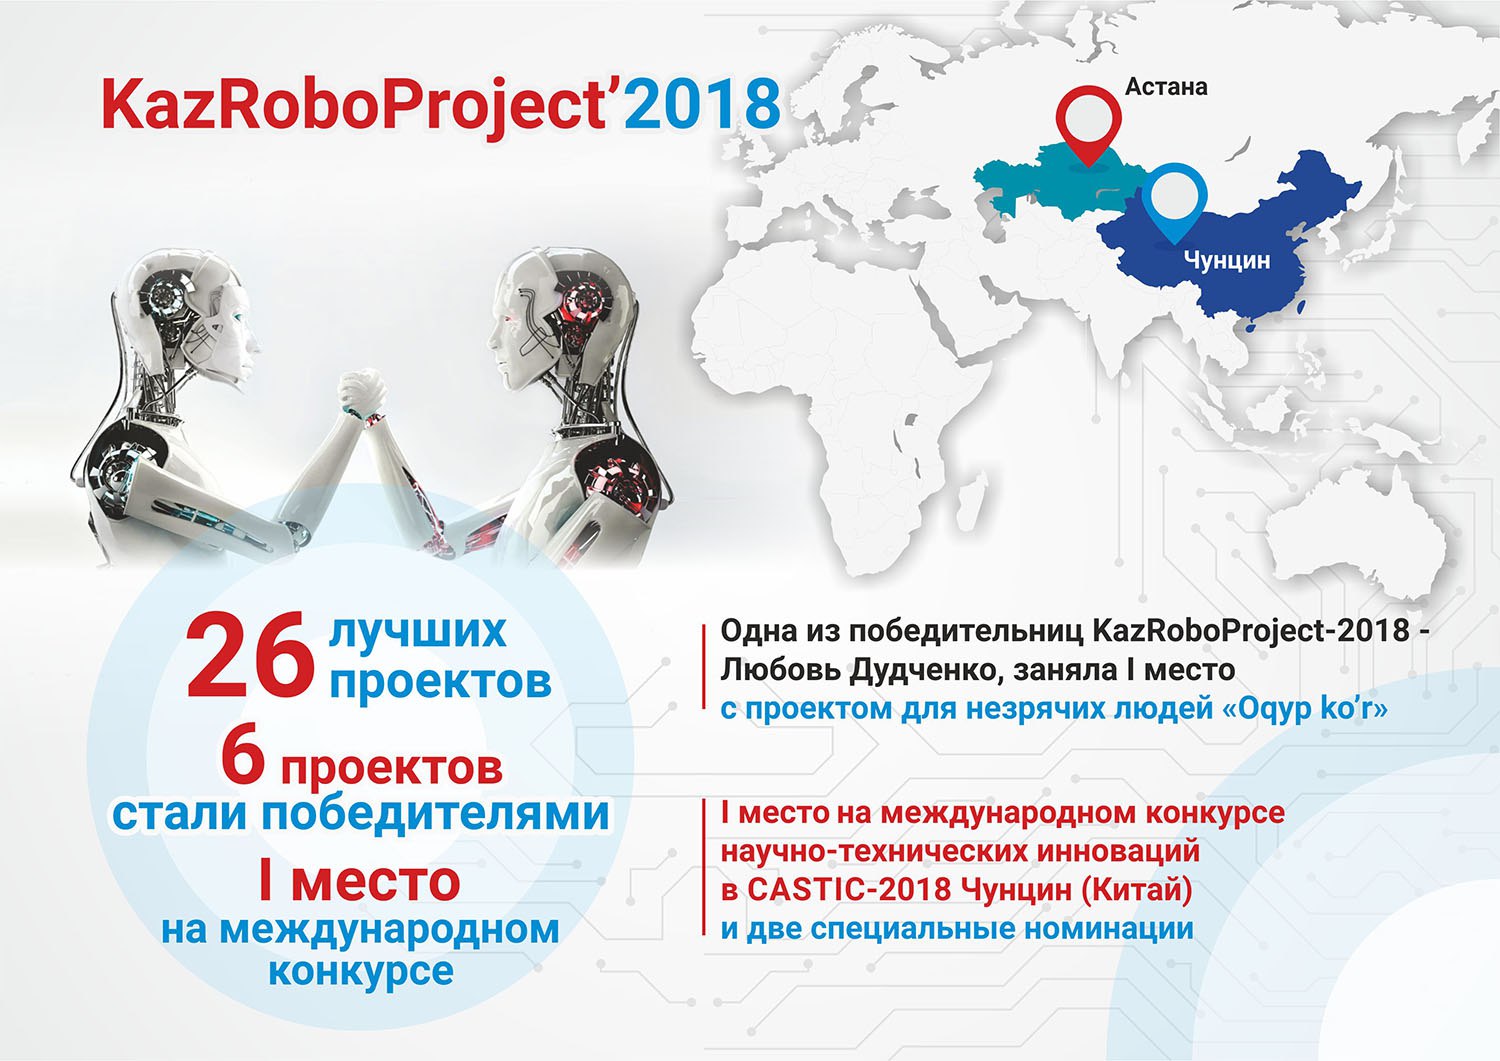 KazRoboProject’2018
Астана
Чунцин
26 лучших
проектов
6 проектов
стали победителями
I место
на международном
конкурсе
Одна из победительниц KazRoboProject-2018 -
Любовь Дудченко, заняла I место
с проектом для незрячих людей «Oqyp ko’r»
I место на международном конкурсе
научно-технических инноваций
в CASTIC-2018 Чунцин (Китай)
и две специальные номинации